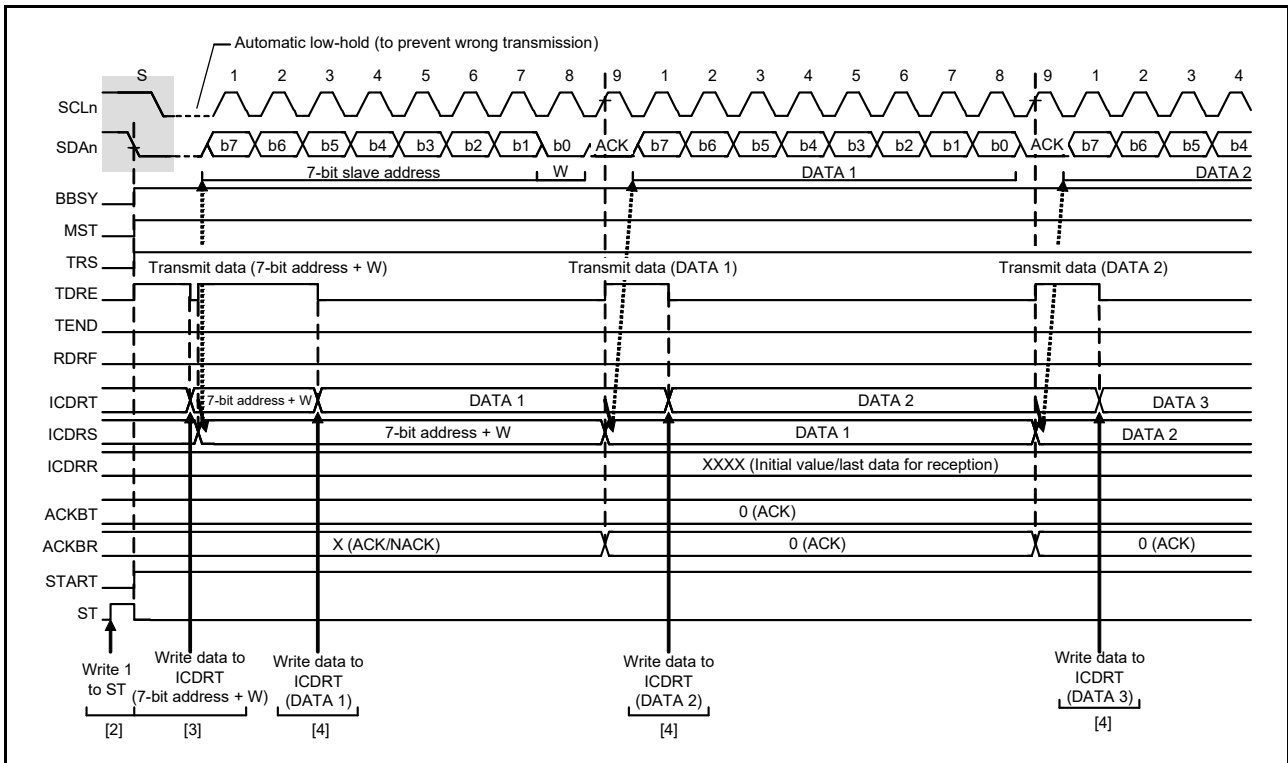 Automatic low-hold (to prevent wrong transmission)
S 1 2 3 4 5 6 7 8 9 1 2 3 4 5 6 7 8 9 1 2 3 4
SCLn
SDAn b7 b6 b5 b4 b3 b2 b1 b0 ACK b7 b6 b5 b4 b3 b2 b1 b0 ACK b7 b6 b5 b4
7-bit slave address W DATA 1 DATA 2
BBSY
MST
TRS
Transmit data (7-bit address + W) Transmit data (DATA 1) Transmit data (DATA 2)
TDRE
TEND
RDRF
ICDRT 7-bit address + W DATA 1 DATA 2 DATA 3
ICDRS 7-bit address + W DATA 1 DATA 2
ICDRR XXXX (Initial value/last data for reception)
ACKBT 0 (ACK)
ACKBR X (ACK/NACK) 0 (ACK) 0 (ACK)
START
ST
Write 1
to ST
Write data to
ICDRT
(7-bit address + W)
Write data to
ICDRT
(DATA 1)
Write data to
ICDRT
(DATA 2)
Write data to
ICDRT
(DATA 3)
[2] [3] [4] [4] [4]